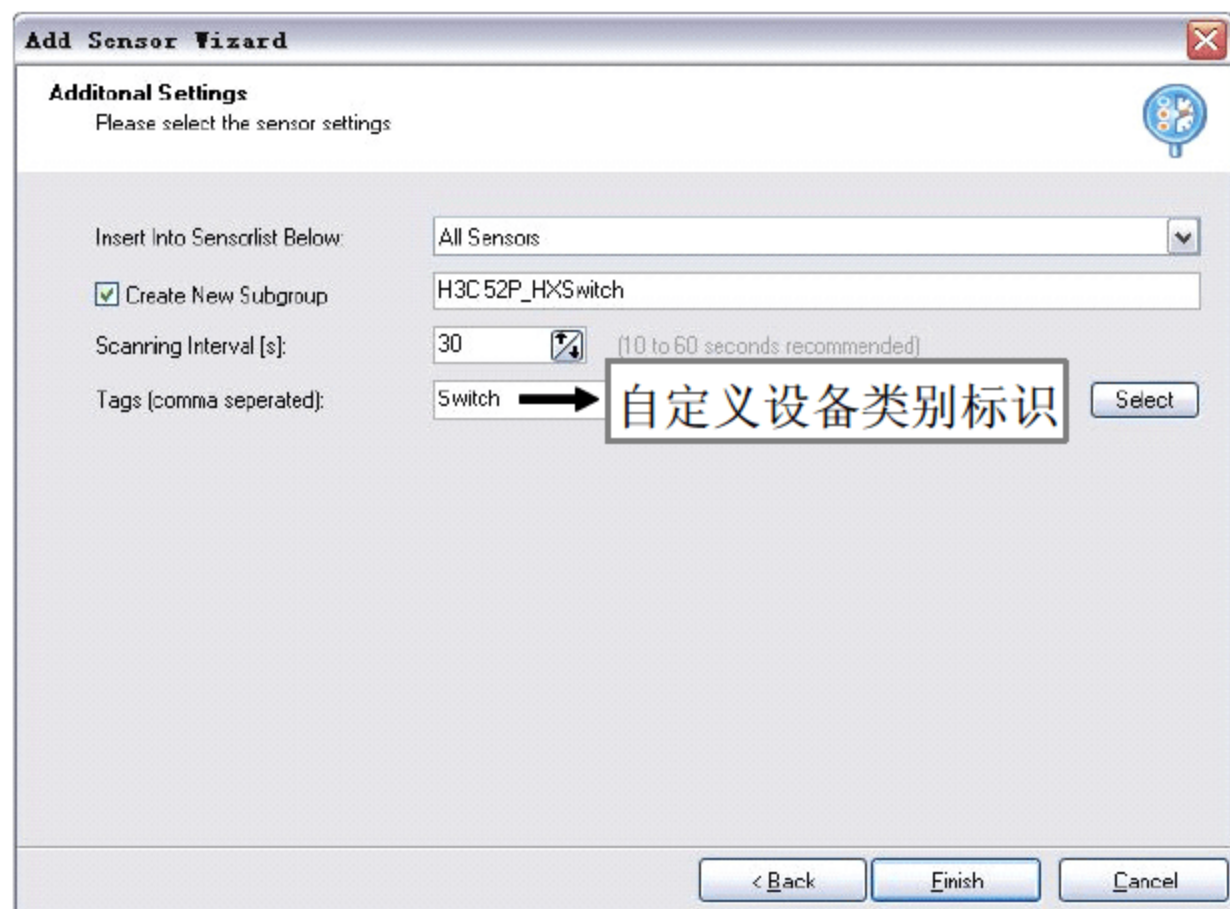 Add Sensor Wizard
Additonal Settings
Please select the sensor settings
Insert Into Sensorlist Below:
All Sensors
Create New Subgroup
H3C52P_HXSwitch
Scanning Interval [s]:
30
(10 to 60 seconds recommended)
Tags (comma seperated):
Switch
自定义设备类别标识
Select
< Back
Finish
Cancel